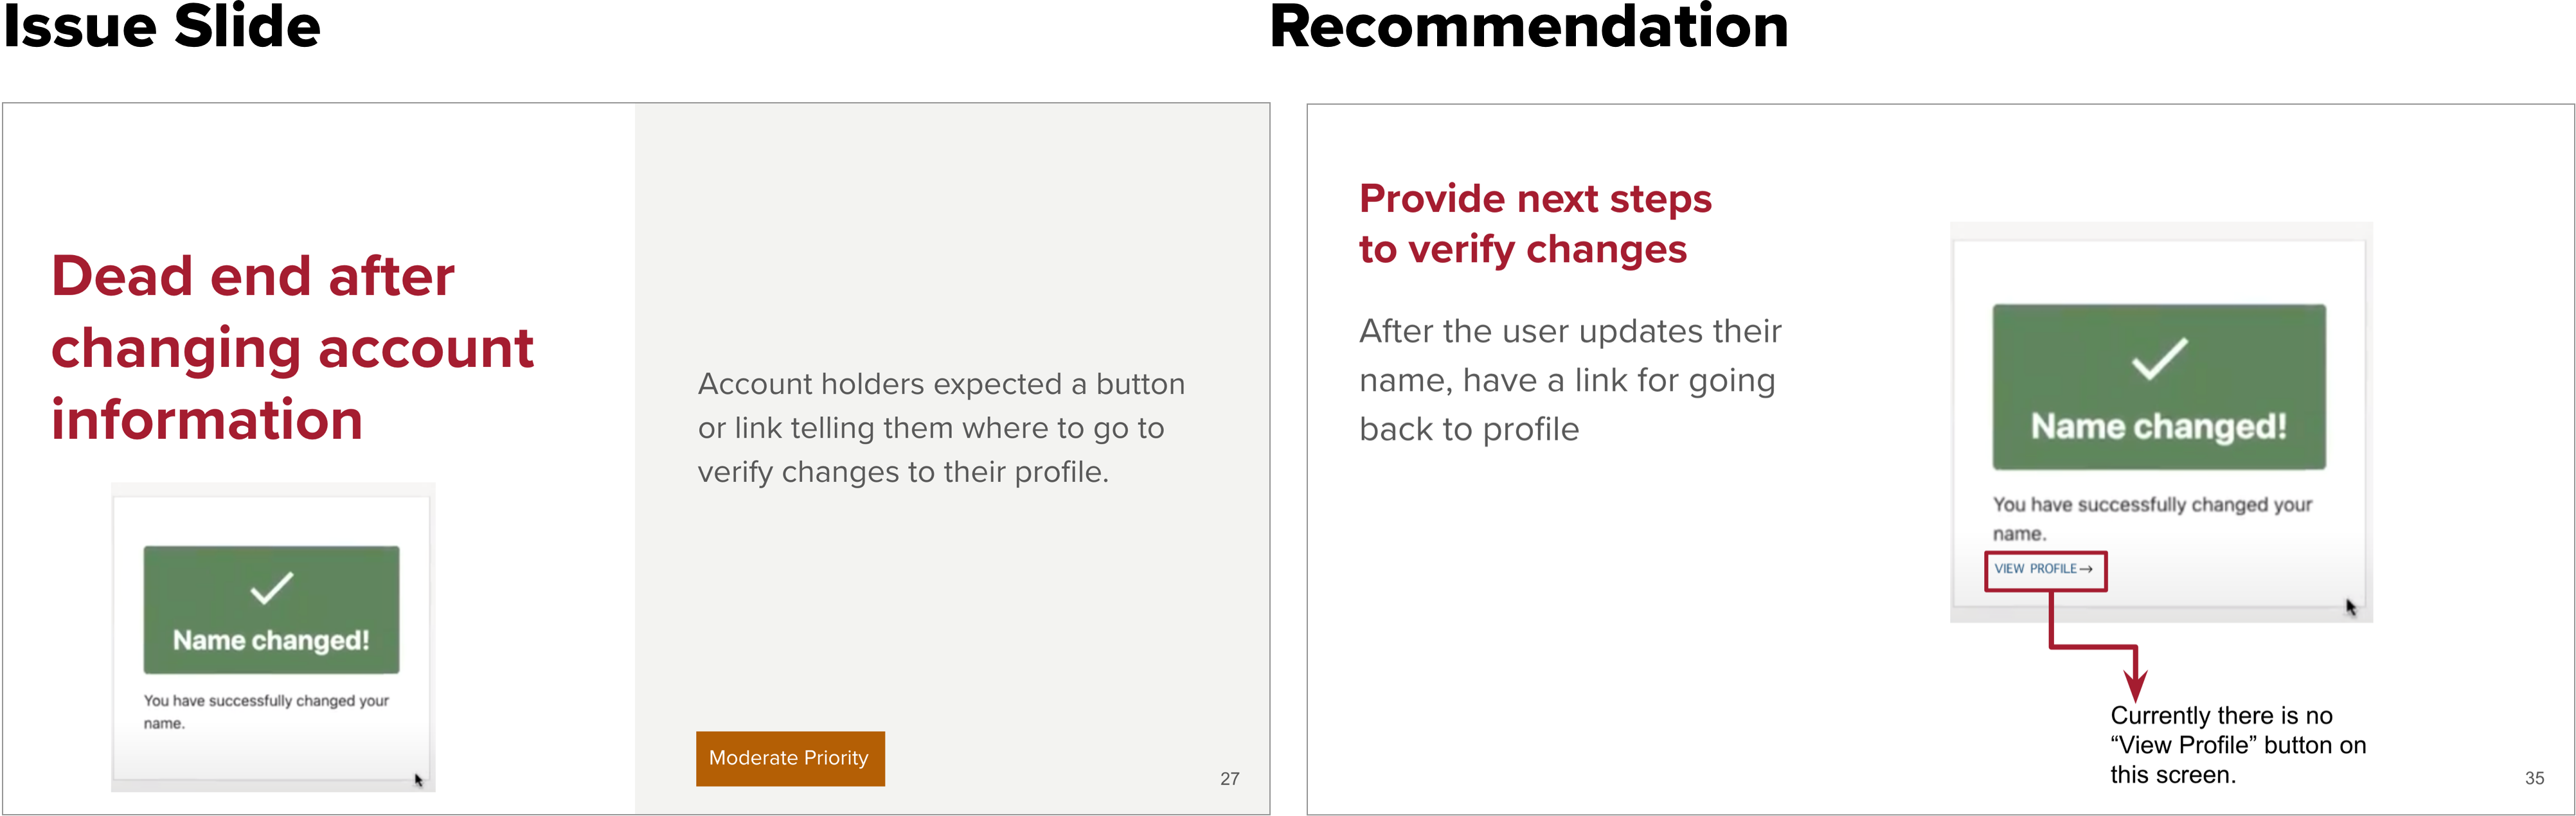 Issue Slide
Dead end after
changing account
information
Name changed!
You have successfully changed your
name.
Account holders expected a button
or link telling them where to go to
verify changes to their profile.
Moderate Priority
27
Recommendation
Provide next steps
to verify changes
After the user updates their
name, have a link for going
back to profile
Name changed!
You have successfully changed your
name.
VIEW PROFILE→
Currently there is no
“View Profile” button on
this screen.
35